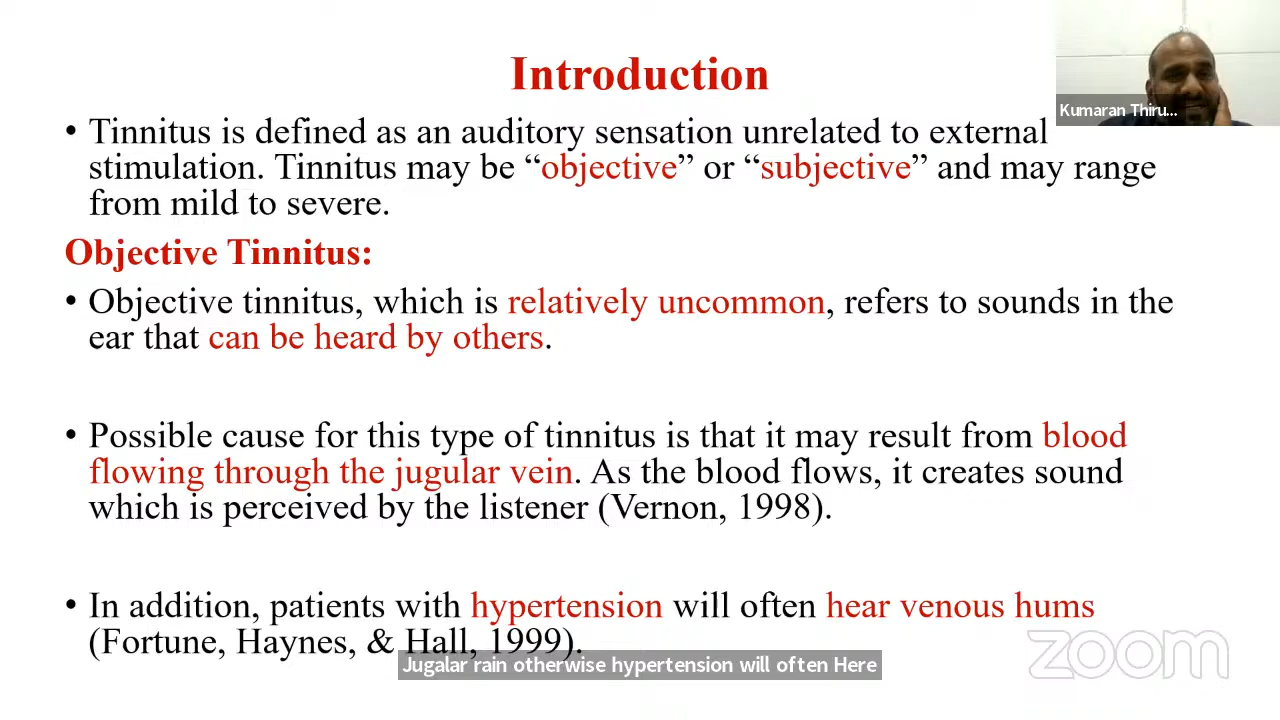 Introduction
Kumaran Thiru...
• Tinnitus is defined as an auditory sensation unrelated to external
stimulation. Tinnitus may be “objective” or “subjective” and may range
from mild to severe.
Objective Tinnitus:
• Objective tinnitus, which is relatively uncommon, refers to sounds in the
ear that can be heard by others.
• Possible cause for this type of tinnitus is that it may result from blood
flowing through the jugular vein. As the blood flows, it creates sound
which is perceived by the listener (Vernon, 1998).
• In addition, patients with hypertension will often hear venous hums
(Fortune, Haynes, & Hall, 1999).
Jugalar rain otherwise hypertension will often Here
zoom